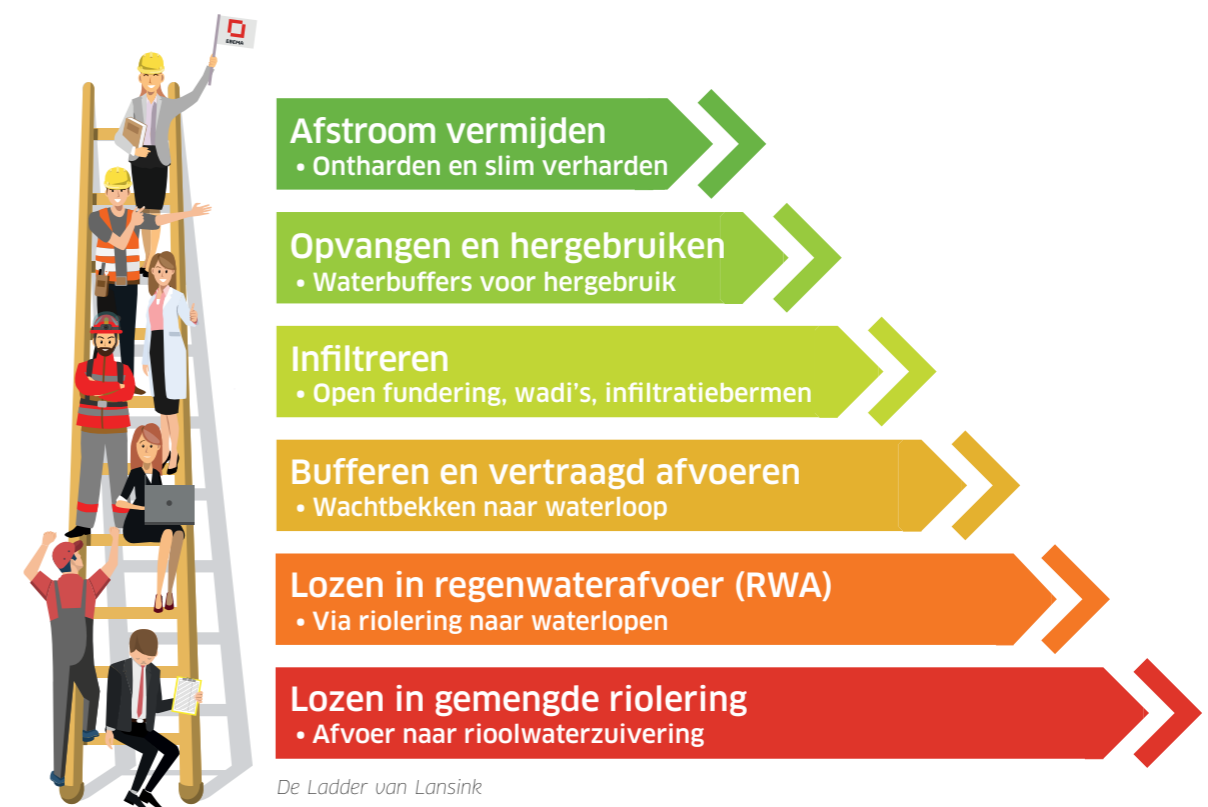 EBEMA
Afstroom vermijden
• Ontharden en slim verharden
Opvangen en hergebruiken
• Waterbuffers voor hergebruik
Infiltreren
• Open fundering, wadi's, infiltratiebermen
Bufferen en vertraagd afvoeren
• Wachtbekken naar waterloop
Lozen in regenwaterafvoer (RWA)
• Via riolering naar waterlopen
Lozen in gemengde riolering
• Afvoer naar rioolwaterzuivering
De Ladder van Lansink